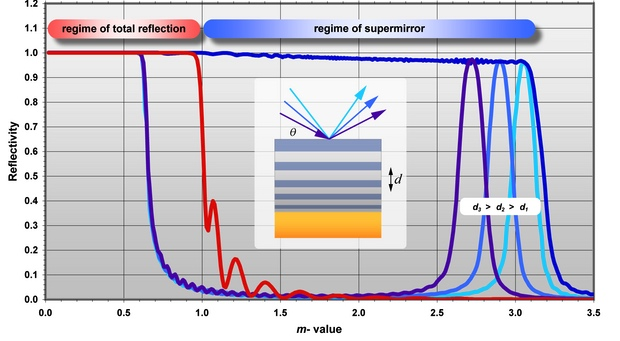 1.2
1.1
regime of total reflection
regime of supermirror
1.0
0.9
0.8
0.7
θ
0.6
Reflectivity
0.5
d
0.4
d₃ > d₂ > d₁
0.3
0.2
0.1
0.0
0.0 0.5 1.0 1.5 2.0 2.5 3.0 3.5
m- value